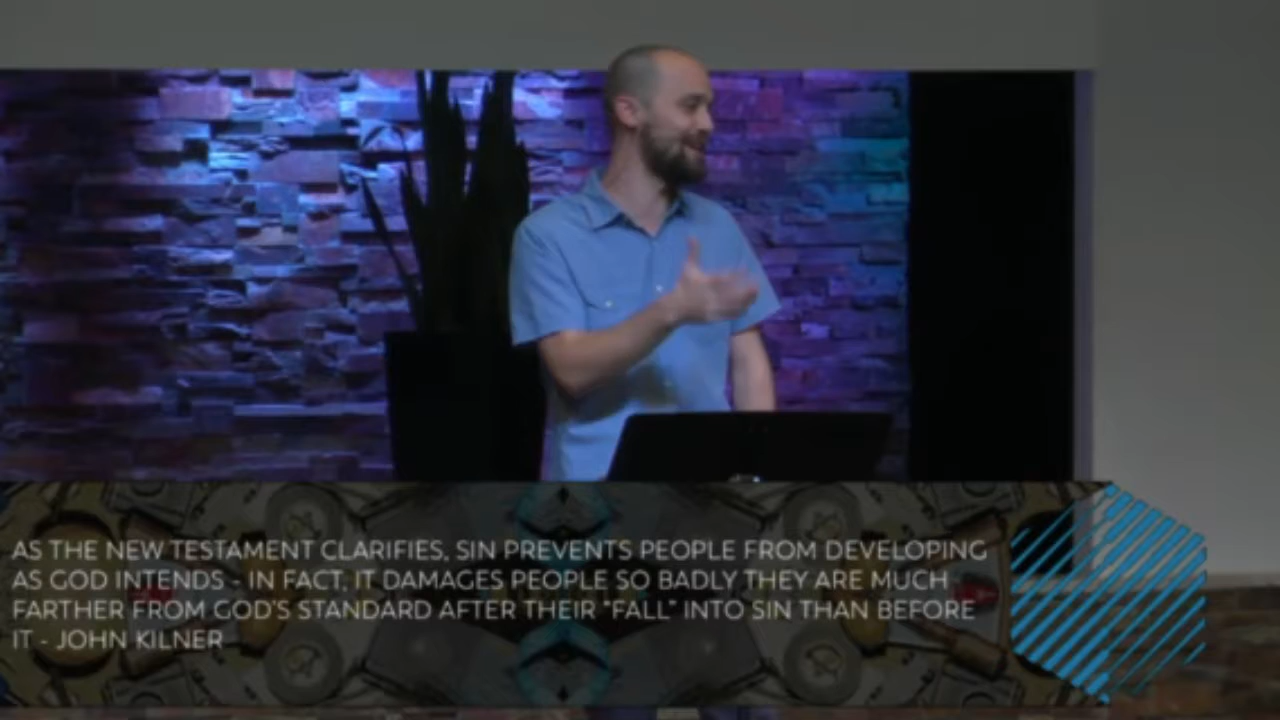 AS THE NEW TESTAMENT CLARIFIES, SIN PREVENTS PEOPLE FROM DEVELOPING
AS GOD INTENDS - IN FACT, IT DAMAGES PEOPLE SO BADLY THEY ARE MUCH
FARTHER FROM GOD'S STANDARD AFTER THEIR "FALL" INTO SIN THAN BEFORE
IT - JOHN KILNER